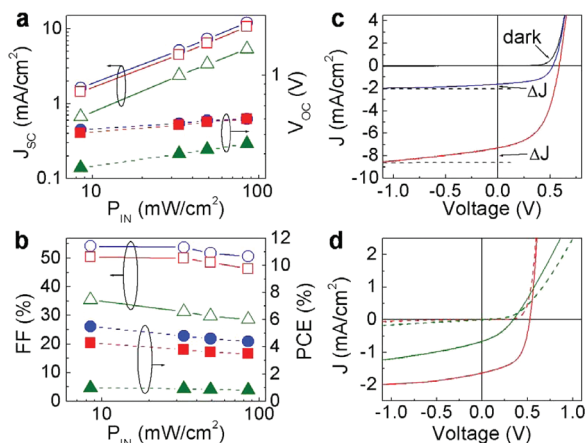 a
J_SC (mA/cm²)
10
1
0.1
10
100
1
V_OC (V)
P_IN (mW/cm²)
b
FF (%)
50
40
30
20
10
0
10
100
12
10
8
6
4
2
0
PCE (%)
P_IN (mW/cm²)
c
J (mA/cm²)
4
2
0
-2
-4
-6
-8
-10
dark
ΔJ
ΔJ
-1.0
-0.5
0.0
0.5
Voltage (V)
d
J (mA/cm²)
2
1
0
-1
-2
-1.0
-0.5
0.0
0.5
1.0
Voltage (V)